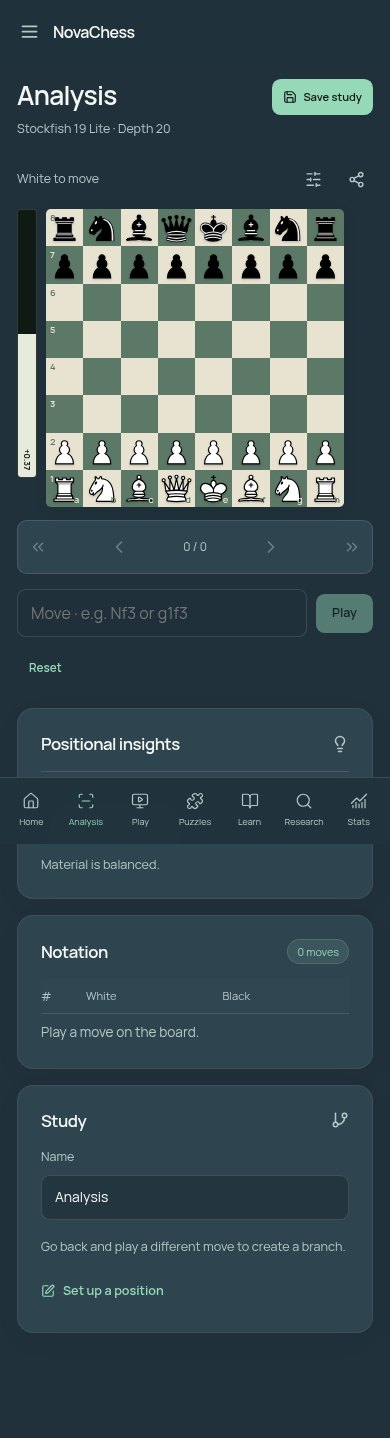 NovaChess
Analysis
Save study
Stockfish 19 Lite · Depth 20
White to move
8
7
6
5
4
3
2
1
a
c
d
e
f
g
h
+0.37
0 / 0
Move · e.g. Nf3 or g1f3
Play
Reset
Positional insights
Home
Analysis
Play
Puzzles
Learn
Research
Stats
Material is balanced.
Notation
0 moves
# White Black
Play a move on the board.
Study
Name
Analysis
Go back and play a different move to create a branch.
Set up a position